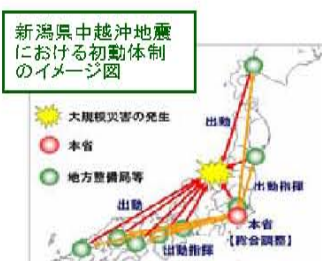 新潟県中越沖地震
における初動体制
のイメージ図
大規模災害の発生
本省
地方整備局等
出動
出動指揮
出動
出動指揮
本省
【総合調整】